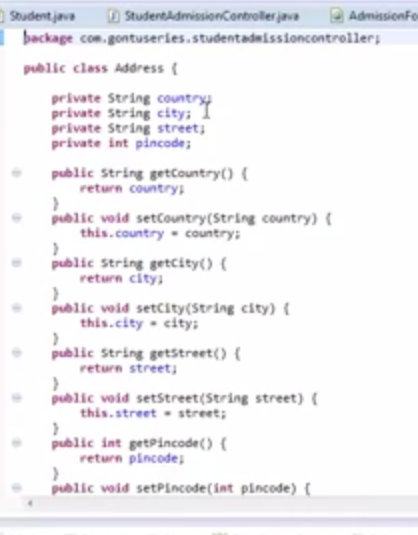 Student.java
StudentAdmissionController.java
AdmissionFo
package com.gontuseries.studentadmissioncontroller;
public class Address {
private String country;
private String city;
private String street;
private int pincode;
public String getCountry() {
return country;
}
public void setCountry(String country) {
this.country = country;
}
public String getCity() {
return city;
}
public void setCity(String city) {
this.city = city;
}
public String getStreet() {
return street;
}
public void setStreet(String street) {
this.street = street;
}
public int getPincode() {
return pincode;
}
public void setPincode(int pincode) {